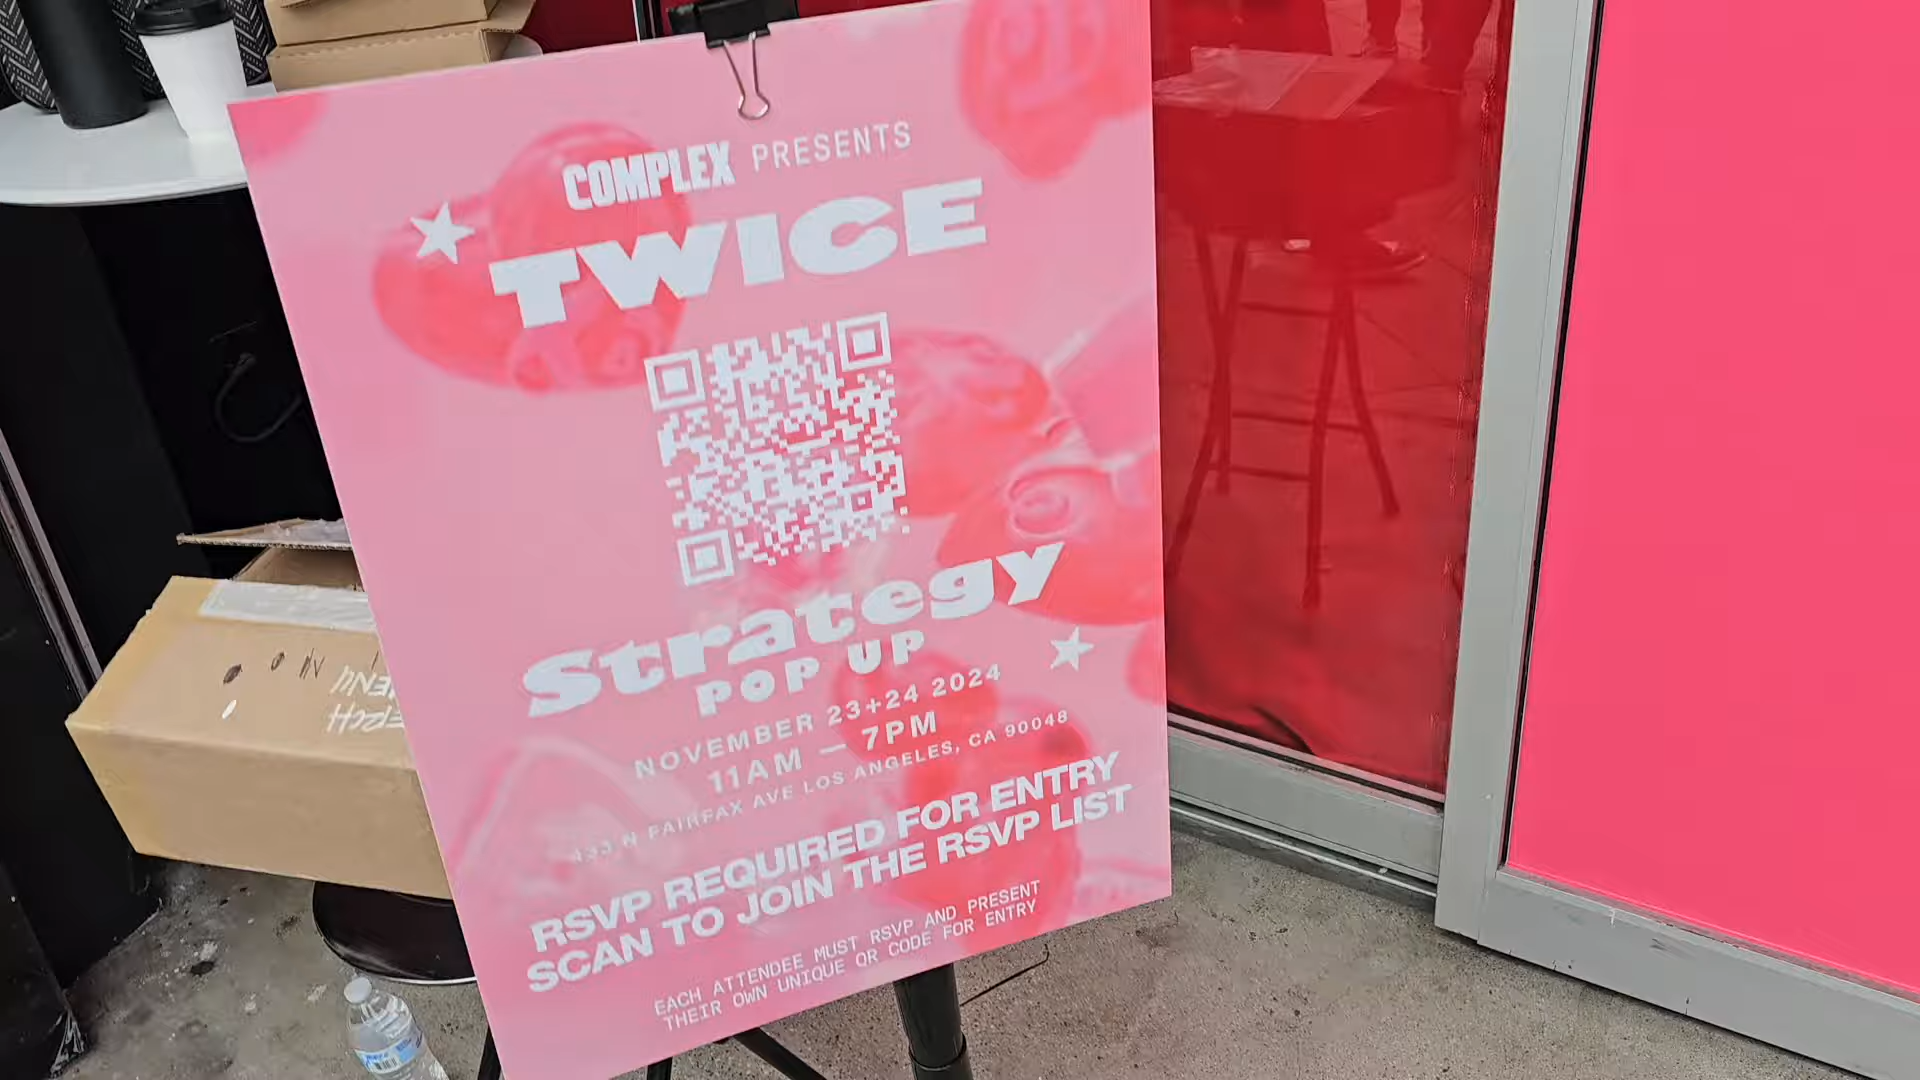 COMPLEX PRESENTS
TWICE
Strategy
POP UP
NOVEMBER 23+24 2024
11AM — 7PM
433 N FAIRFAX AVE LOS ANGELES, CA 90048
RSVP REQUIRED FOR ENTRY
SCAN TO JOIN THE RSVP LIST
EACH ATTENDEE MUST RSVP AND PRESENT
THEIR OWN UNIQUE QR CODE FOR ENTRY